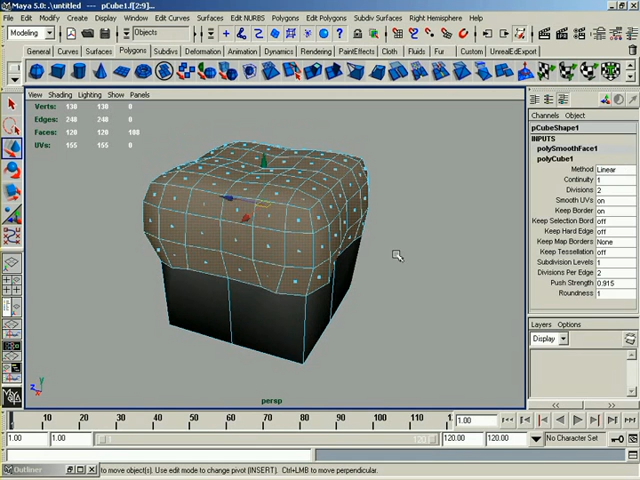 Maya 5.0: .\untitled --- pCube1.f[2:9]...
File Edit Modify Create Display Window Edit Curves Edit NURBS Polygons Edit Polygons Subdiv Surfaces Right Hemisphere Help
Modeling Objects
General Curves Surfaces Polygons Subdivs Deformation Animation Dynamics Rendering PaintEffects Cloth Fluids Fur Custom UnrealEdExport
View Shading Lighting Show Panels
Verts: 130 130 0
Edges: 248 248 0
Faces: 120 120 108
UVs: 155 155 0
Channels Object
pCubeShape1
INPUTS
polySmoothFace1
polyCube1
Method Linear
Continuity 1
Divisions 2
Smooth UVs on
Keep Border on
Keep Selection Bord off
Keep Hard Edge off
Keep Map Borders None
Keep Tessellation off
Subdivision Levels 1
Divisions Per Edge 2
Push Strength 0.915
Roundness 1
Layers Options
Display
y
z x
persp
10 20 30 40 50 60 70 80 90 100 110 1.00
1.00 1.00 120.00 120.00 No Character Set
Outliner to move object(s). Use edit mode to change pivot (INSERT). Ctrl+LMB to move perpendicular.